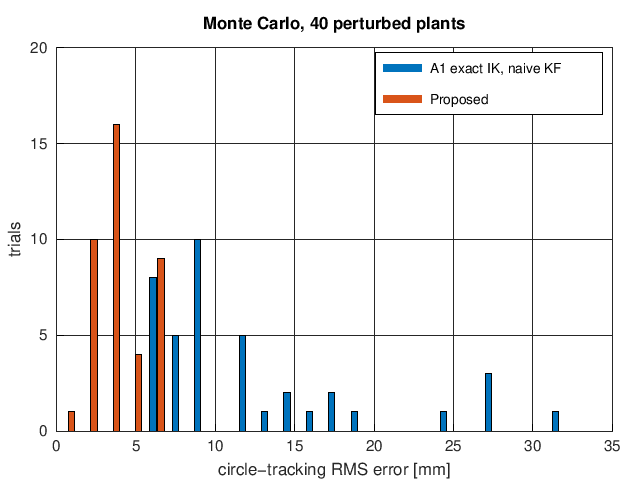 Monte Carlo, 40 perturbed plants
A1 exact IK, naive KF
Proposed
trials
20
15
10
5
0
0 5 10 15 20 25 30 35
circle−tracking RMS error [mm]